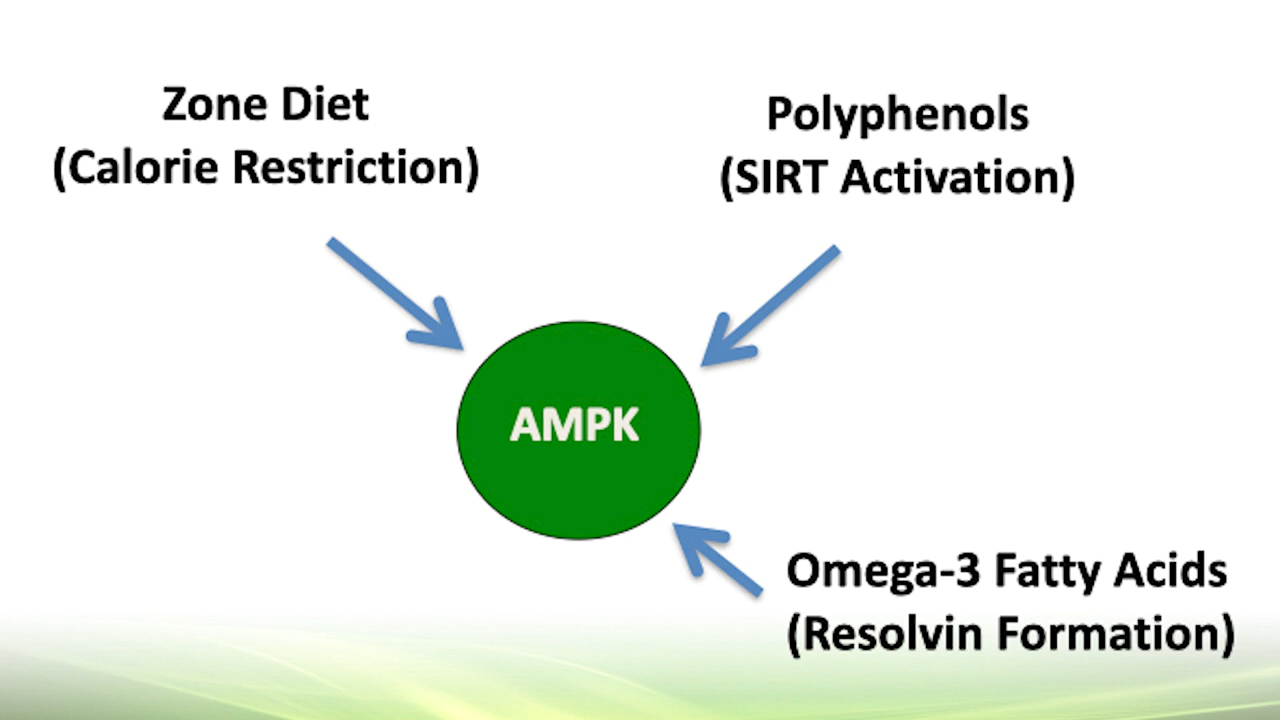 Zone Diet
(Calorie Restriction)
Polyphenols
(SIRT Activation)
AMPK
Omega-3 Fatty Acids
(Resolvin Formation)